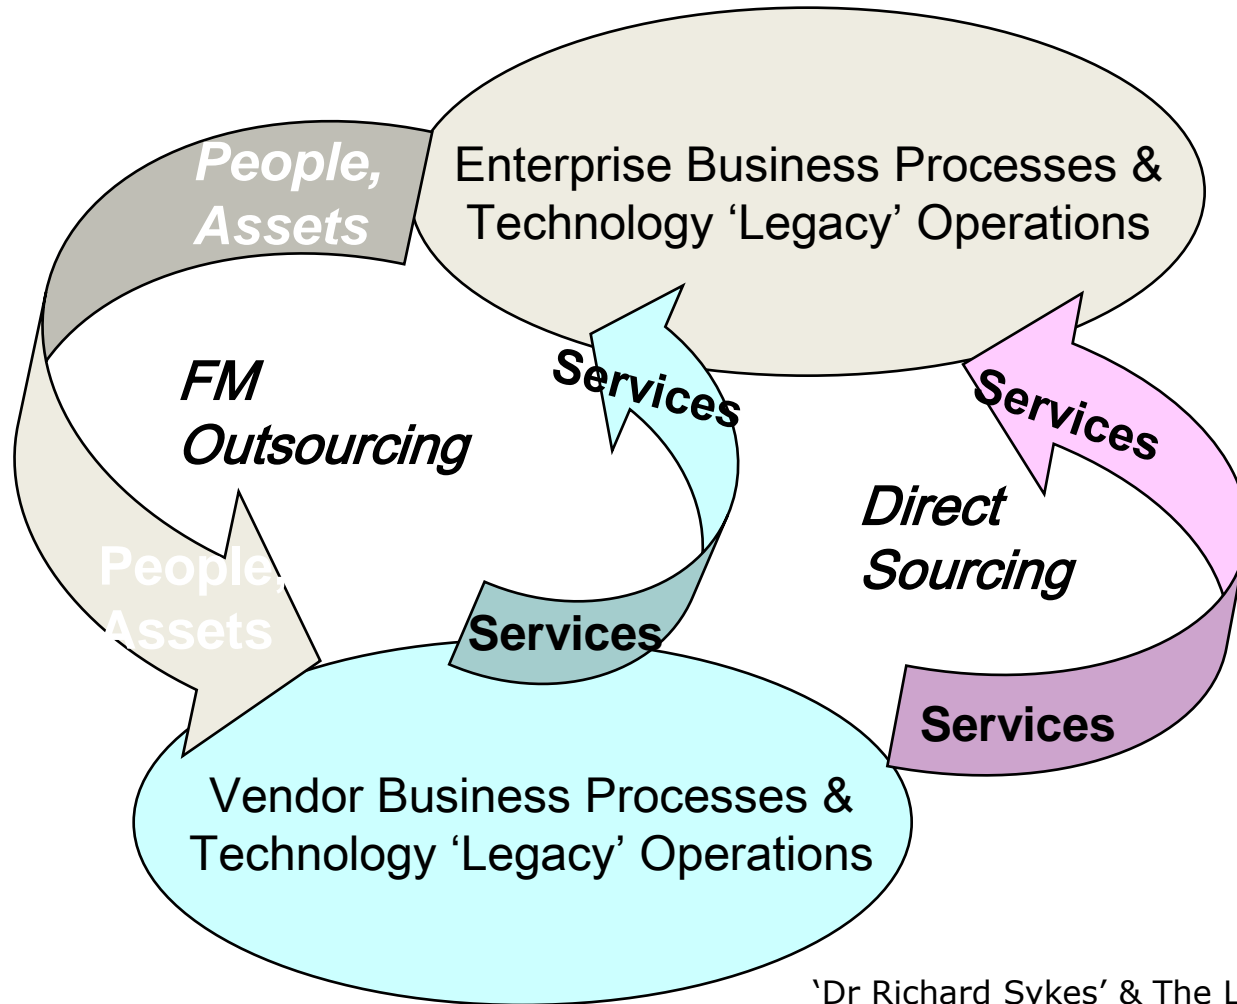 People,
Assets
Enterprise Business Processes &
Technology ‘Legacy’ Operations
FM
Outsourcing
Services
Services
Direct
Sourcing
People,
Assets
Services
Services
Vendor Business Processes &
Technology ‘Legacy’ Operations
‘Dr Richard Sykes’ & The L